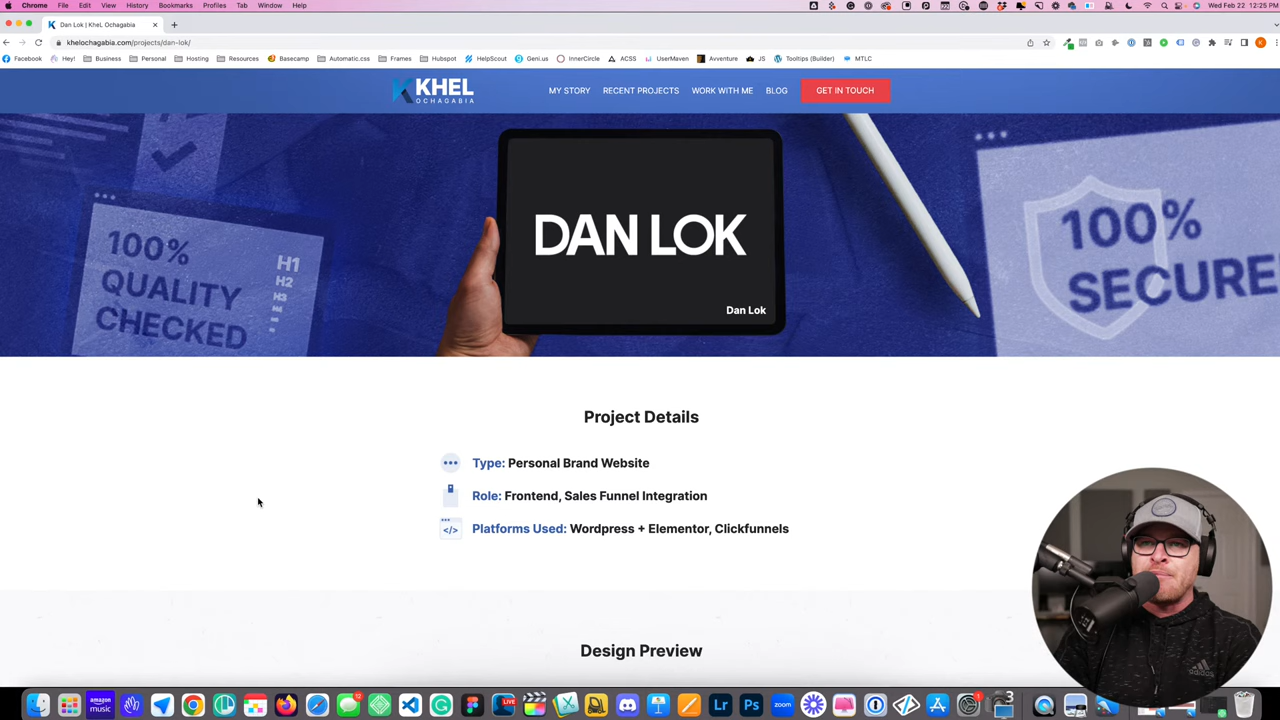 Chrome File Edit View History Bookmarks Profiles Tab Window Help Wed Feb 22 12:25 PM
Dan Lok | Khel Ochagabia
khelochagabia.com/projects/dan-lok/
Facebook Hey! Business Personal Hosting Resources Basecamp Automatic.css Frames Hubspot HelpScout Geni.us InnerCircle ACSS UserMaven Avventure JS Tooltips (Builder) MTLC
KHEL
OCHAGABIA
MY STORY RECENT PROJECTS WORK WITH ME BLOG GET IN TOUCH
100%
QUALITY
CHECKED
H1
H2
H3
DAN LOK
Dan Lok
100%
SECURE
Project Details
Type: Personal Brand Website
Role: Frontend, Sales Funnel Integration
Platforms Used: Wordpress + Elementor, Clickfunnels
Design Preview